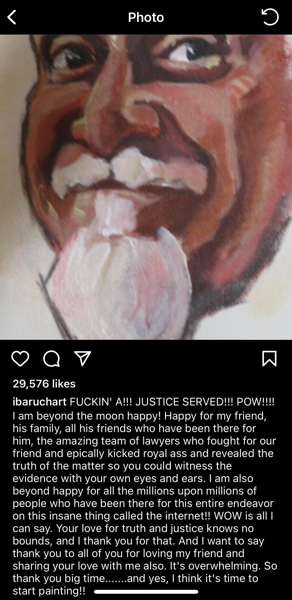 Photo
29,576 likes
ibaruchart FUCKIN' A!!! JUSTICE SERVED!!! POW!!!!
I am beyond the moon happy! Happy for my friend,
his family, all his friends who have been there for
him, the amazing team of lawyers who fought for our
friend and epically kicked royal ass and revealed the
truth of the matter so you could witness the
evidence with your own eyes and ears. I am also
beyond happy for all the millions upon millions of
people who have been there for this entire endeavor
on this insane thing called the internet!! WOW is all I
can say. Your love for truth and justice knows no
bounds, and I thank you for that. And I want to say
thank you to all of you for loving my friend and
sharing your love with me also. It's overwhelming. So
thank you big time.......and yes, I think it's time to
start painting!!